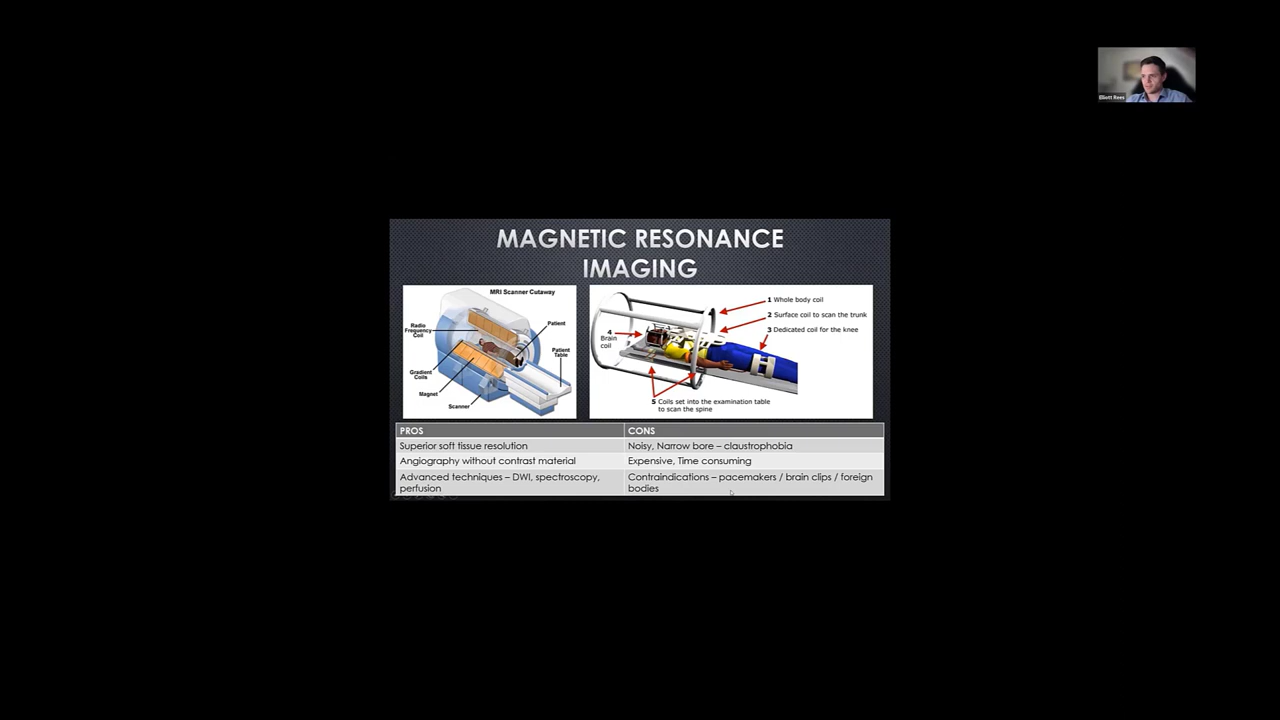 Elliott Rees
MAGNETIC RESONANCE
IMAGING
MRI Scanner Cutaway
Radio
Frequency
Coil
Patient
Patient
Table
Gradient
Coils
Magnet
Scanner
1 Whole body coil
2 Surface coil to scan the trunk
3 Dedicated coil for the knee
4
Brain
coil
5 Coils set into the examination table
to scan the spine
PROS
CONS
Superior soft tissue resolution
Noisy, Narrow bore – claustrophobia
Angiography without contrast material
Expensive, Time consuming
Advanced techniques – DWI, spectroscopy,
perfusion
Contraindications – pacemakers / brain clips / foreign
bodies